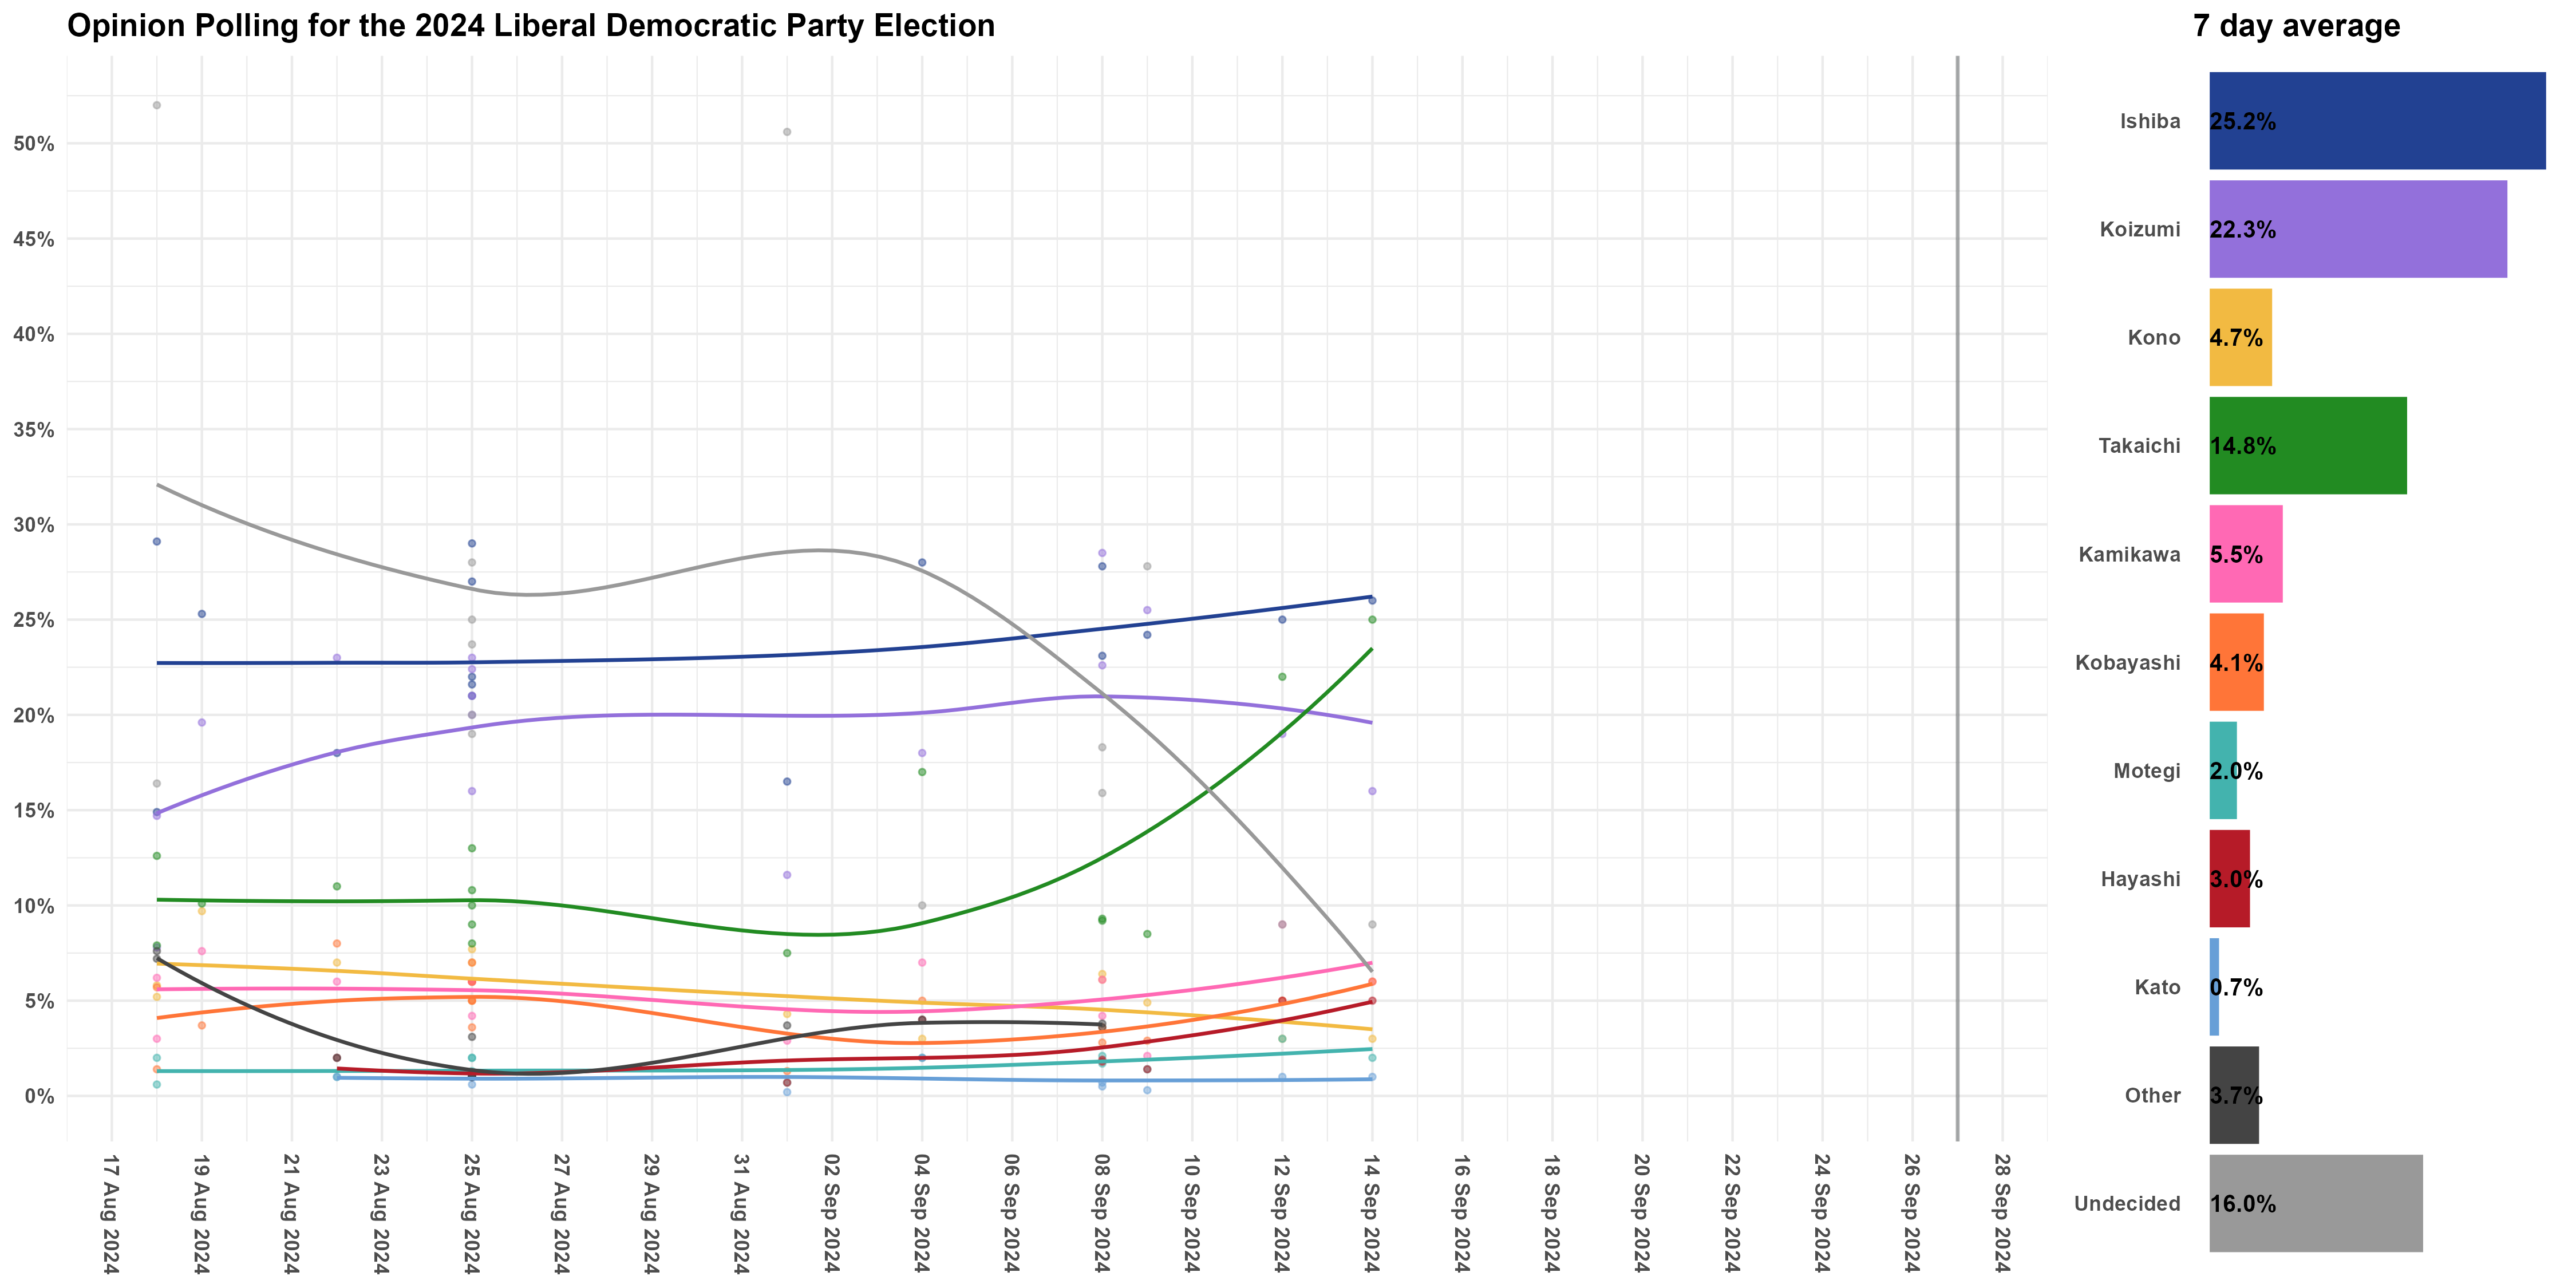 Opinion Polling for the 2024 Liberal Democratic Party Election
50%
45%
40%
35%
30%
25%
20%
15%
10%
5%
0%
17 Aug 2024
19 Aug 2024
21 Aug 2024
23 Aug 2024
25 Aug 2024
27 Aug 2024
29 Aug 2024
31 Aug 2024
02 Sep 2024
04 Sep 2024
06 Sep 2024
08 Sep 2024
10 Sep 2024
12 Sep 2024
14 Sep 2024
16 Sep 2024
18 Sep 2024
20 Sep 2024
22 Sep 2024
24 Sep 2024
26 Sep 2024
28 Sep 2024
7 day average
Ishiba 25.2%
Koizumi 22.3%
Kono 4.7%
Takaichi 14.8%
Kamikawa 5.5%
Kobayashi 4.1%
Motegi 2.0%
Hayashi 3.0%
Kato 0.7%
Other 3.7%
Undecided 16.0%